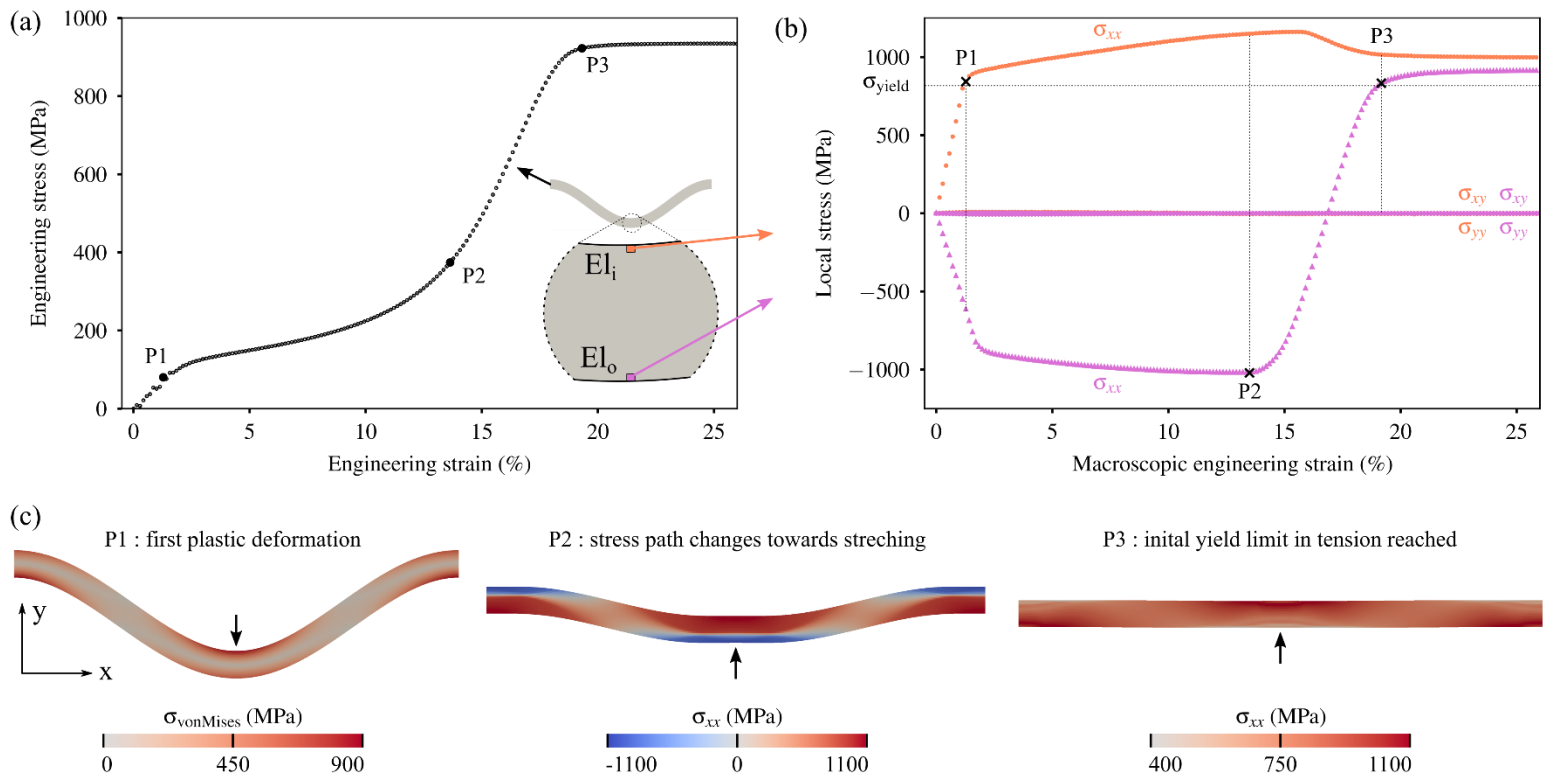 (a)
1000
800
600
400
200
0
Engineering stress (MPa)
P1
P2
P3
El_i
El_o
0 5 10 15 20 25
Engineering strain (%)
(b)
1000
σ_yield
500
0
−500
−1000
Local stress (MPa)
σ_xx
P1
P3
σ_xy σ_xy
σ_yy σ_yy
σ_xx
P2
0 5 10 15 20 25
Macroscopic engineering strain (%)
(c)
P1 : first plastic deformation
P2 : stress path changes towards streching
P3 : inital yield limit in tension reached
y
x
σ_vonMises (MPa)
0 450 900
σ_xx (MPa)
-1100 0 1100
σ_xx (MPa)
400 750 1100